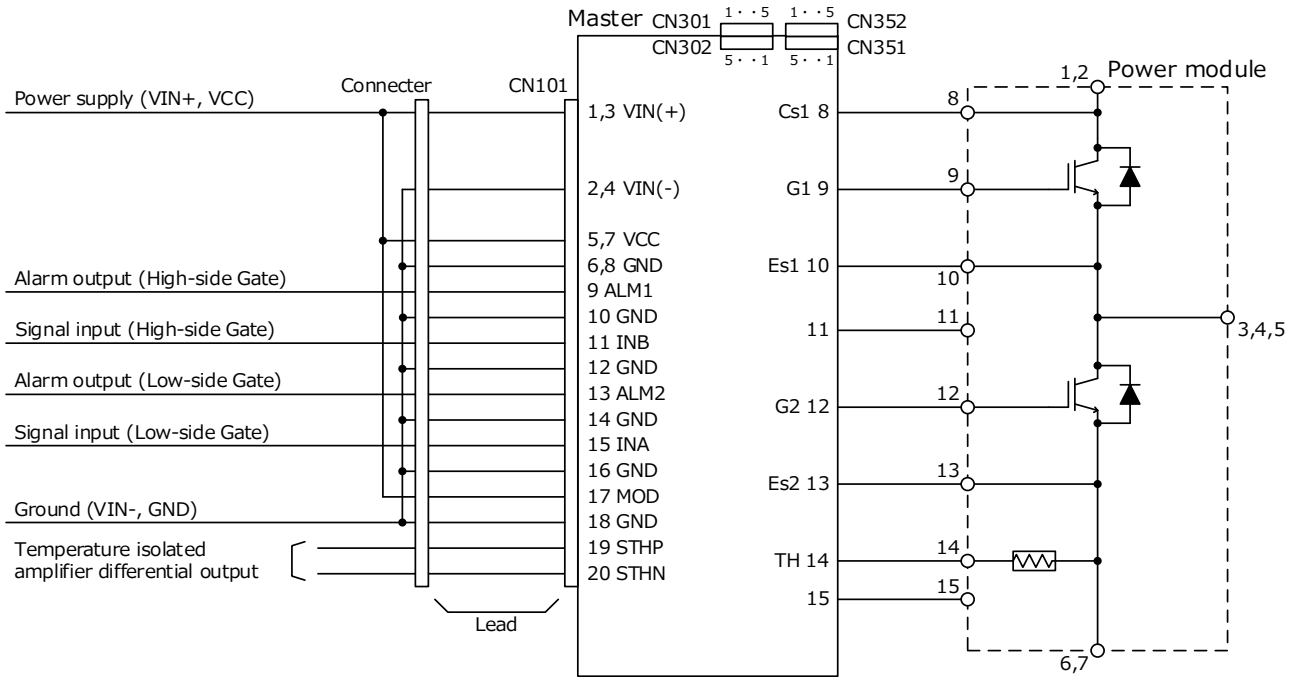 Master
CN301
1・・5
1・・5
CN352
CN302
5・・1
5・・1
CN351
Connecter
CN101
1,2
Power module
Power supply (VIN+, VCC)
1,3 VIN(+)
Cs1 8
8
2,4 VIN(-)
G1 9
9
5,7 VCC
6,8 GND
Es1 10
10
Alarm output (High-side Gate)
9 ALM1
10 GND
11
11
3,4,5
Signal input (High-side Gate)
11 INB
12 GND
Alarm output (Low-side Gate)
13 ALM2
G2 12
12
14 GND
Signal input (Low-side Gate)
15 INA
16 GND
Es2 13
13
17 MOD
Ground (VIN-, GND)
18 GND
Temperature isolated
amplifier differential output
19 STHP
20 STHN
TH 14
14
15
15
Lead
6,7